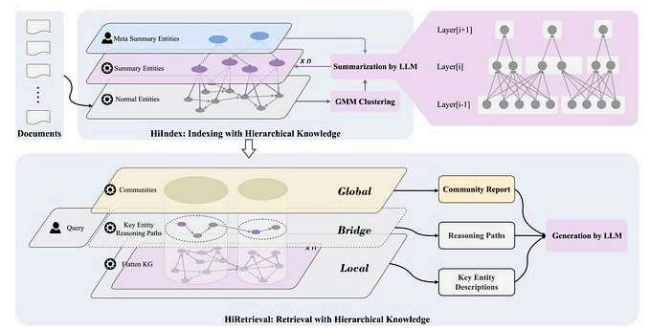 Meta Summary Entities
Summary Entities
x n
Normal Entities
Documents
Summarization by LLM
GMM Clustering
HiIndex: Indexing with Hierarchical Knowledge
Layer[i+1]
Layer[i]
Layer[i-1]
Communities
Global
Community Report
Query
Key Entity
Reasoning Paths
Bridge
Reasoning Paths
Generation by LLM
x n
Flatten KG
Local
Key Entity
Descriptions
HiRetrieval: Retrieval with Hierarchical Knowledge